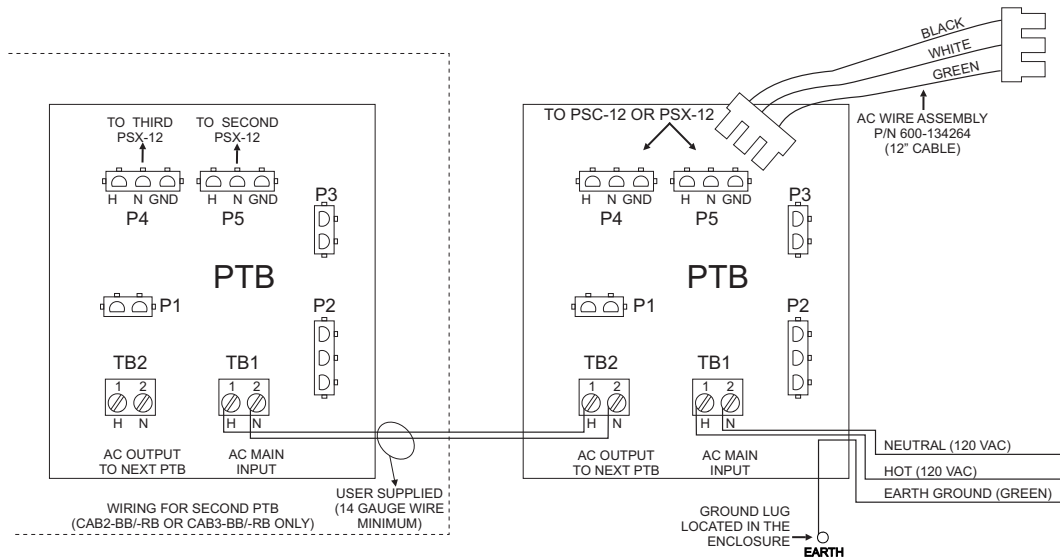 BLACK
WHITE
GREEN
AC WIRE ASSEMBLY
P/N 600-134264
(12" CABLE)
TO THIRD
PSX-12
TO SECOND
PSX-12
H N GND
P4
H N GND
P5
P3
PTB
P1
P2
TB2
1 2
H N
TB1
1 2
H N
AC OUTPUT
TO NEXT PTB
AC MAIN
INPUT
WIRING FOR SECOND PTB
(CAB2-BB/-RB OR CAB3-BB/-RB ONLY)
USER SUPPLIED
(14 GAUGE WIRE
MINIMUM)
TO PSC-12 OR PSX-12
H N GND
P4
H N GND
P5
P3
PTB
P1
P2
TB2
1 2
H N
TB1
1 2
H N
AC OUTPUT
TO NEXT PTB
AC MAIN
INPUT
NEUTRAL (120 VAC)
HOT (120 VAC)
EARTH GROUND (GREEN)
GROUND LUG
LOCATED IN THE
ENCLOSURE
EARTH